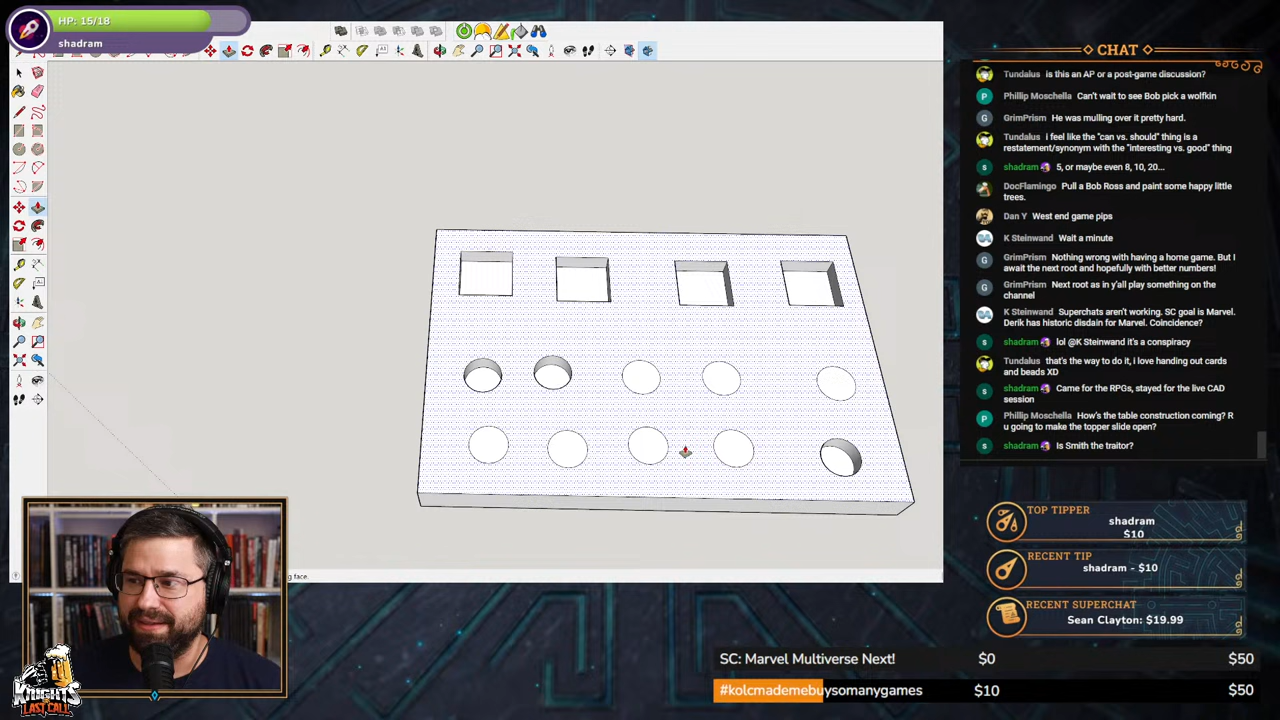 HP: 15/18
shadram
g face.
◇ CHAT ◇
Tundalus is this an AP or a post-game discussion?
P Phillip Moschella Can't wait to see Bob pick a wolfkin
G GrimPrism He was mulling over it pretty hard.
Tundalus i feel like the "can vs. should" thing is a
restatement/synonym with the "interesting vs. good" thing
s shadram 5, or maybe even 8, 10, 20...
DocFlamingo Pull a Bob Ross and paint some happy little
trees.
Dan Y West end game pips
K Steinwand Wait a minute
G GrimPrism Nothing wrong with having a home game. But I
await the next root and hopefully with better numbers!
G GrimPrism Next root as in y'all play something on the
channel
K Steinwand Superchats aren't working. SC goal is Marvel.
Derik has historic disdain for Marvel. Coincidence?
s shadram lol @K Steinwand it's a conspiracy
Tundalus that's the way to do it, i love handing out cards
and beads XD
s shadram Came for the RPGs, stayed for the live CAD
session
P Phillip Moschella How's the table construction coming? R
u going to make the topper slide open?
s shadram Is Smith the traitor?
TOP TIPPER
shadram
$10
RECENT TIP
shadram - $10
RECENT SUPERCHAT
Sean Clayton: $19.99
SC: Marvel Multiverse Next! $0 $50
#kolcmademebuysomanygames $10 $50
KNIGHTS
OF LAST CALL